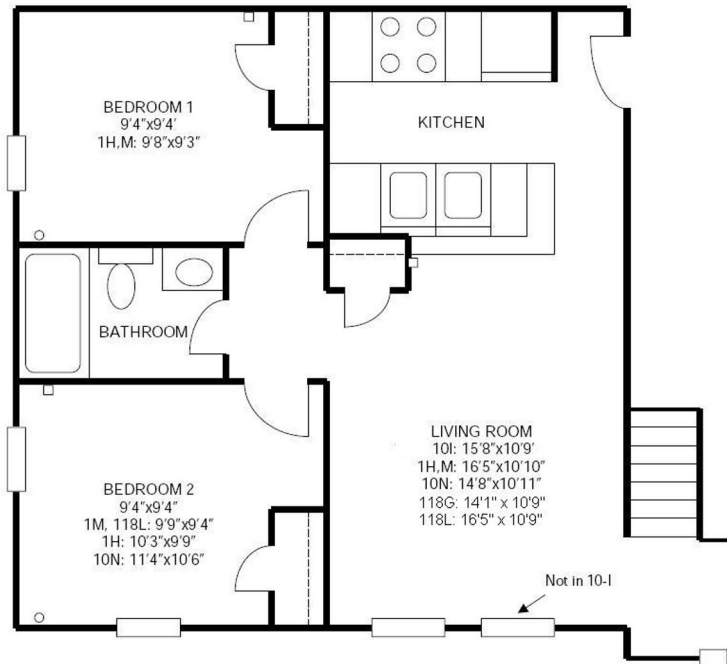 BEDROOM 1
9'4"x9'4'
1H,M: 9'8"x9'3"
KITCHEN
BATHROOM
LIVING ROOM
10I: 15'8"x10'9'
1H,M: 16'5"x10'10"
10N: 14'8"x10'11"
118G: 14'1" x 10'9"
118L: 16'5" x 10'9"
BEDROOM 2
9'4"x9'4"
1M, 118L: 9'9"x9'4"
1H: 10'3"x9'9"
10N: 11'4"x10'6"
Not in 10-I